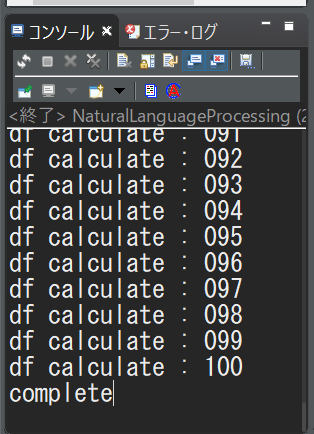 コンソール エラー・ログ
<終了> NaturalLanguageProcessing (2
df calculate : 091
df calculate : 092
df calculate : 093
df calculate : 094
df calculate : 095
df calculate : 096
df calculate : 097
df calculate : 098
df calculate : 099
df calculate : 100
complete